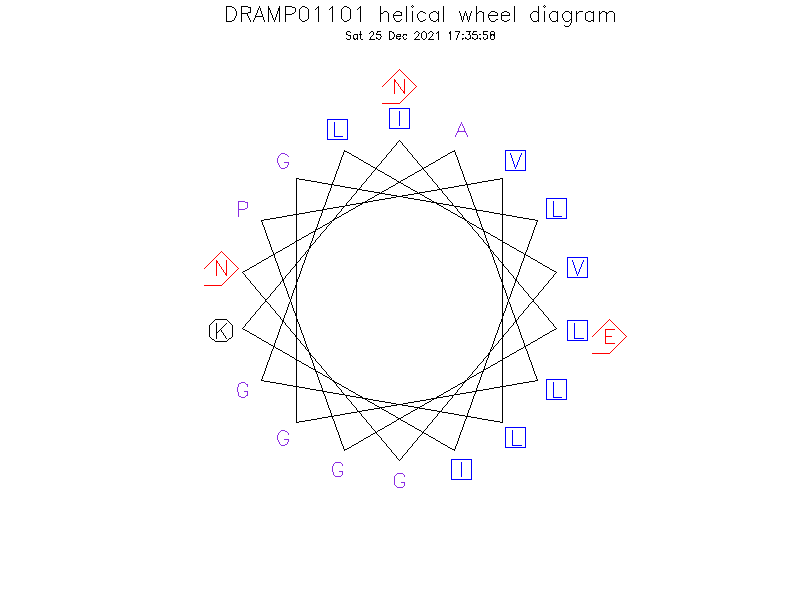 DRAMP01101 helical wheel diagram
Sat 25 Dec 2021 17:35:58
N
L I A
G V
P L
N V
K L E
G L
G L
G I
G